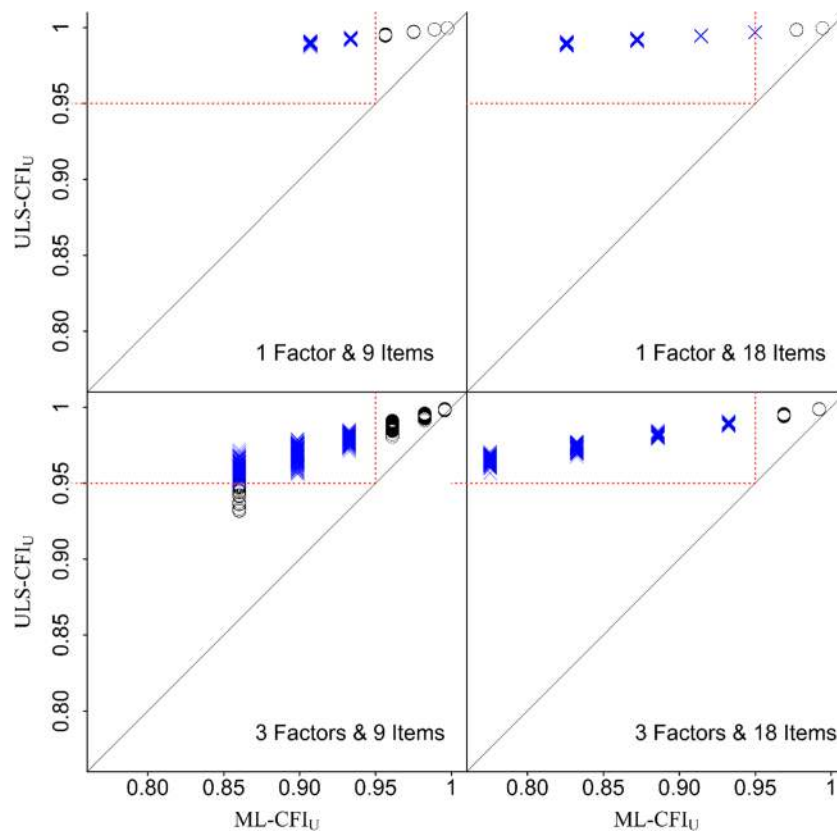 1
0.95
0.90
0.85
0.80
ULS-CFIU
1 Factor & 9 Items
1 Factor & 18 Items
1
0.95
0.90
0.85
0.80
ULS-CFIU
3 Factors & 9 Items
3 Factors & 18 Items
0.80 0.85 0.90 0.95 1 0.80 0.85 0.90 0.95 1
ML-CFIU ML-CFIU